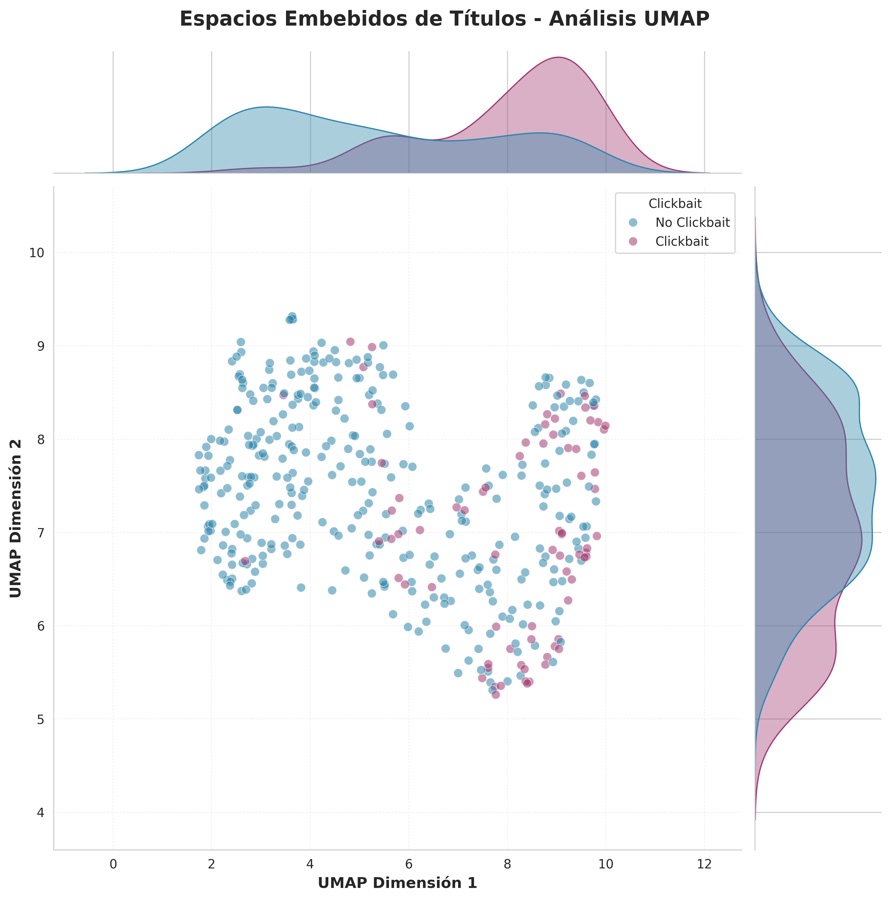 Espacios Embebidos de Títulos - Análisis UMAP
Clickbait
No Clickbait
Clickbait
10
9
8
7
6
5
4
UMAP Dimensión 2
0 2 4 6 8 10 12
UMAP Dimensión 1